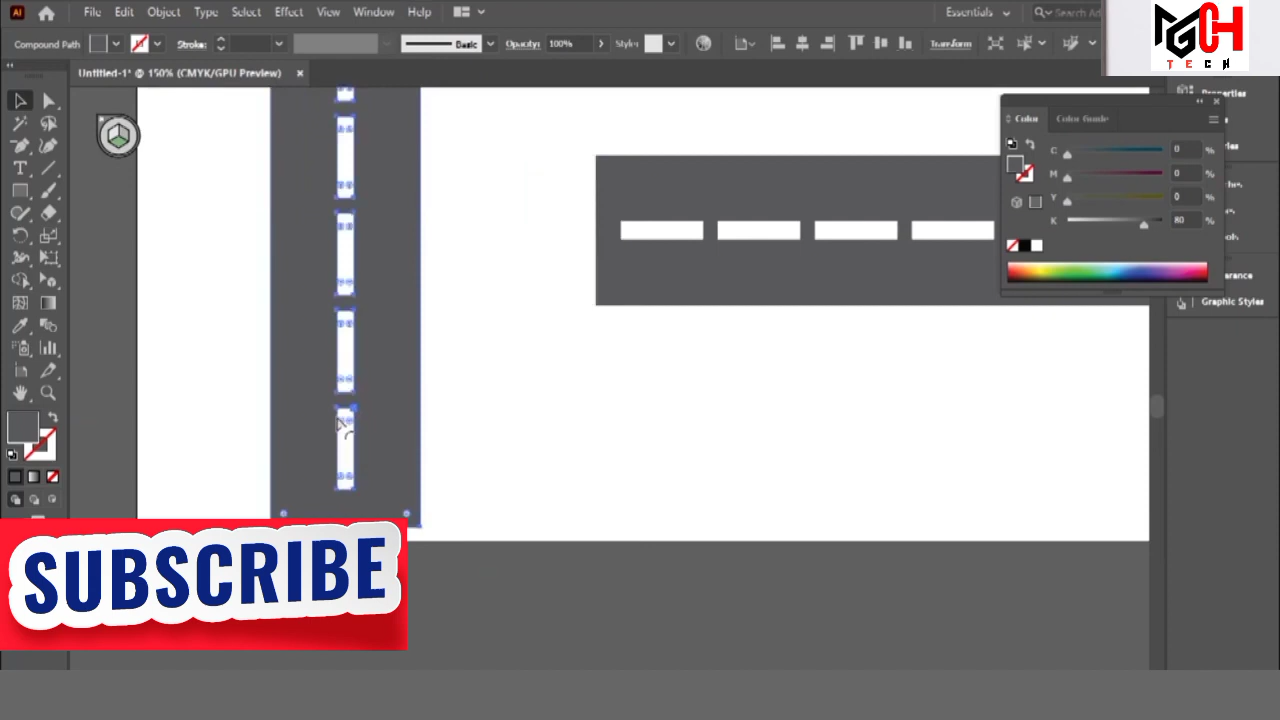 Ai File Edit Object Type Select Effect View Window Help Essentials Search Ad
MGCH
TECH
Compound Path Stroke: Basic Opacity: 100% Style: Transform
Untitled-1* @ 150% (CMYK/GPU Preview) ×
Properties
Color Color Guide
C 0 %
M 0 %
Y 0 %
K 80 %
Graphic Styles
SUBSCRIBE